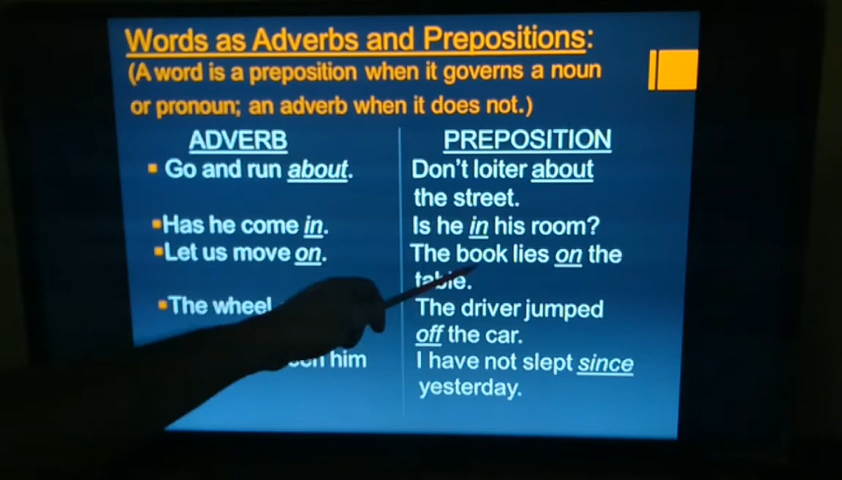 Words as Adverbs and Prepositions:
(A word is a preposition when it governs a noun
or pronoun; an adverb when it does not.)
ADVERB
Go and run about.
Has he come in.
Let us move on.
The wheel
him
PREPOSITION
Don't loiter about
the street.
Is he in his room?
The book lies on the
table.
The driver jumped
off the car.
I have not slept since
yesterday.